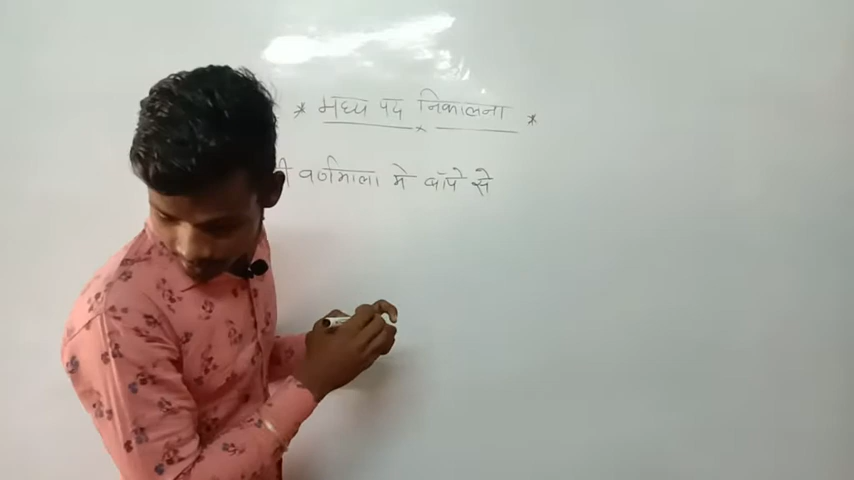 * मध्य पद निकालना *
वर्णमाला मे बॉये से